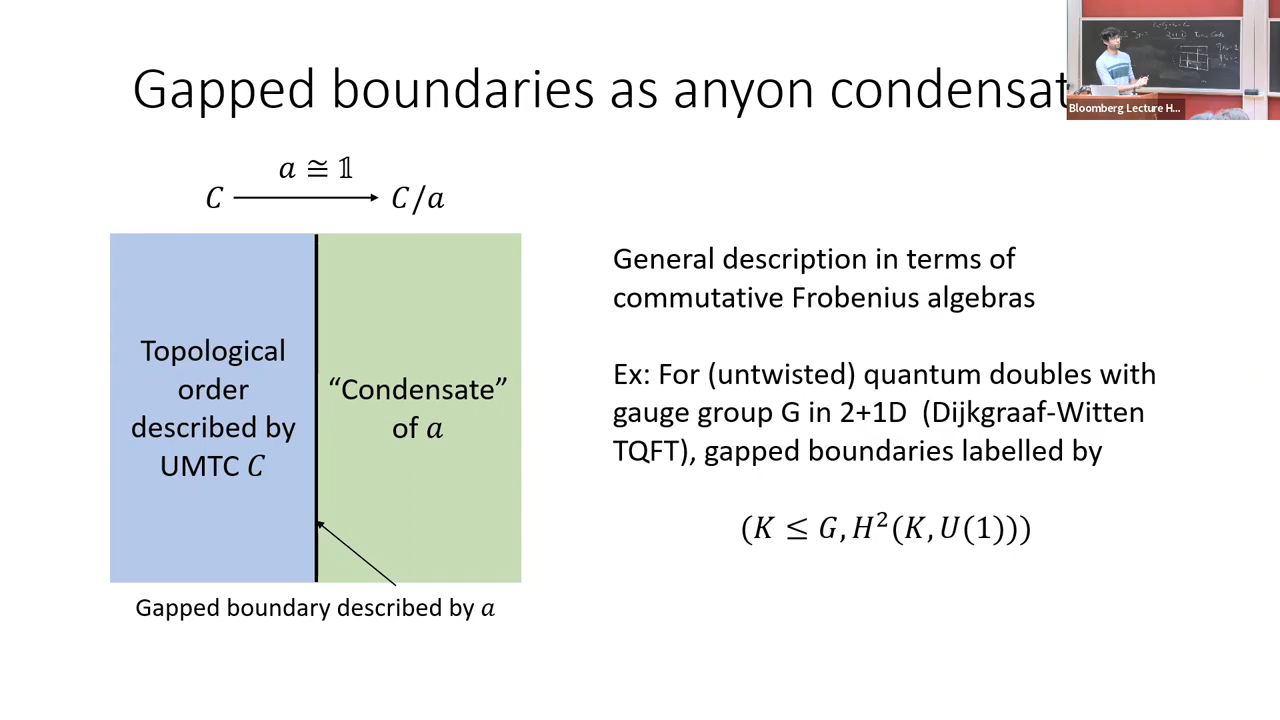 Gapped boundaries as anyon condensat
Bloomberg Lecture H...
a ≅ 𝟙
C → C/a
Topological
order
described by
UMTC C
"Condensate"
of a
Gapped boundary described by a
General description in terms of
commutative Frobenius algebras
Ex: For (untwisted) quantum doubles with
gauge group G in 2+1D (Dijkgraaf-Witten
TQFT), gapped boundaries labelled by
(K ≤ G, H²(K, U(1)))